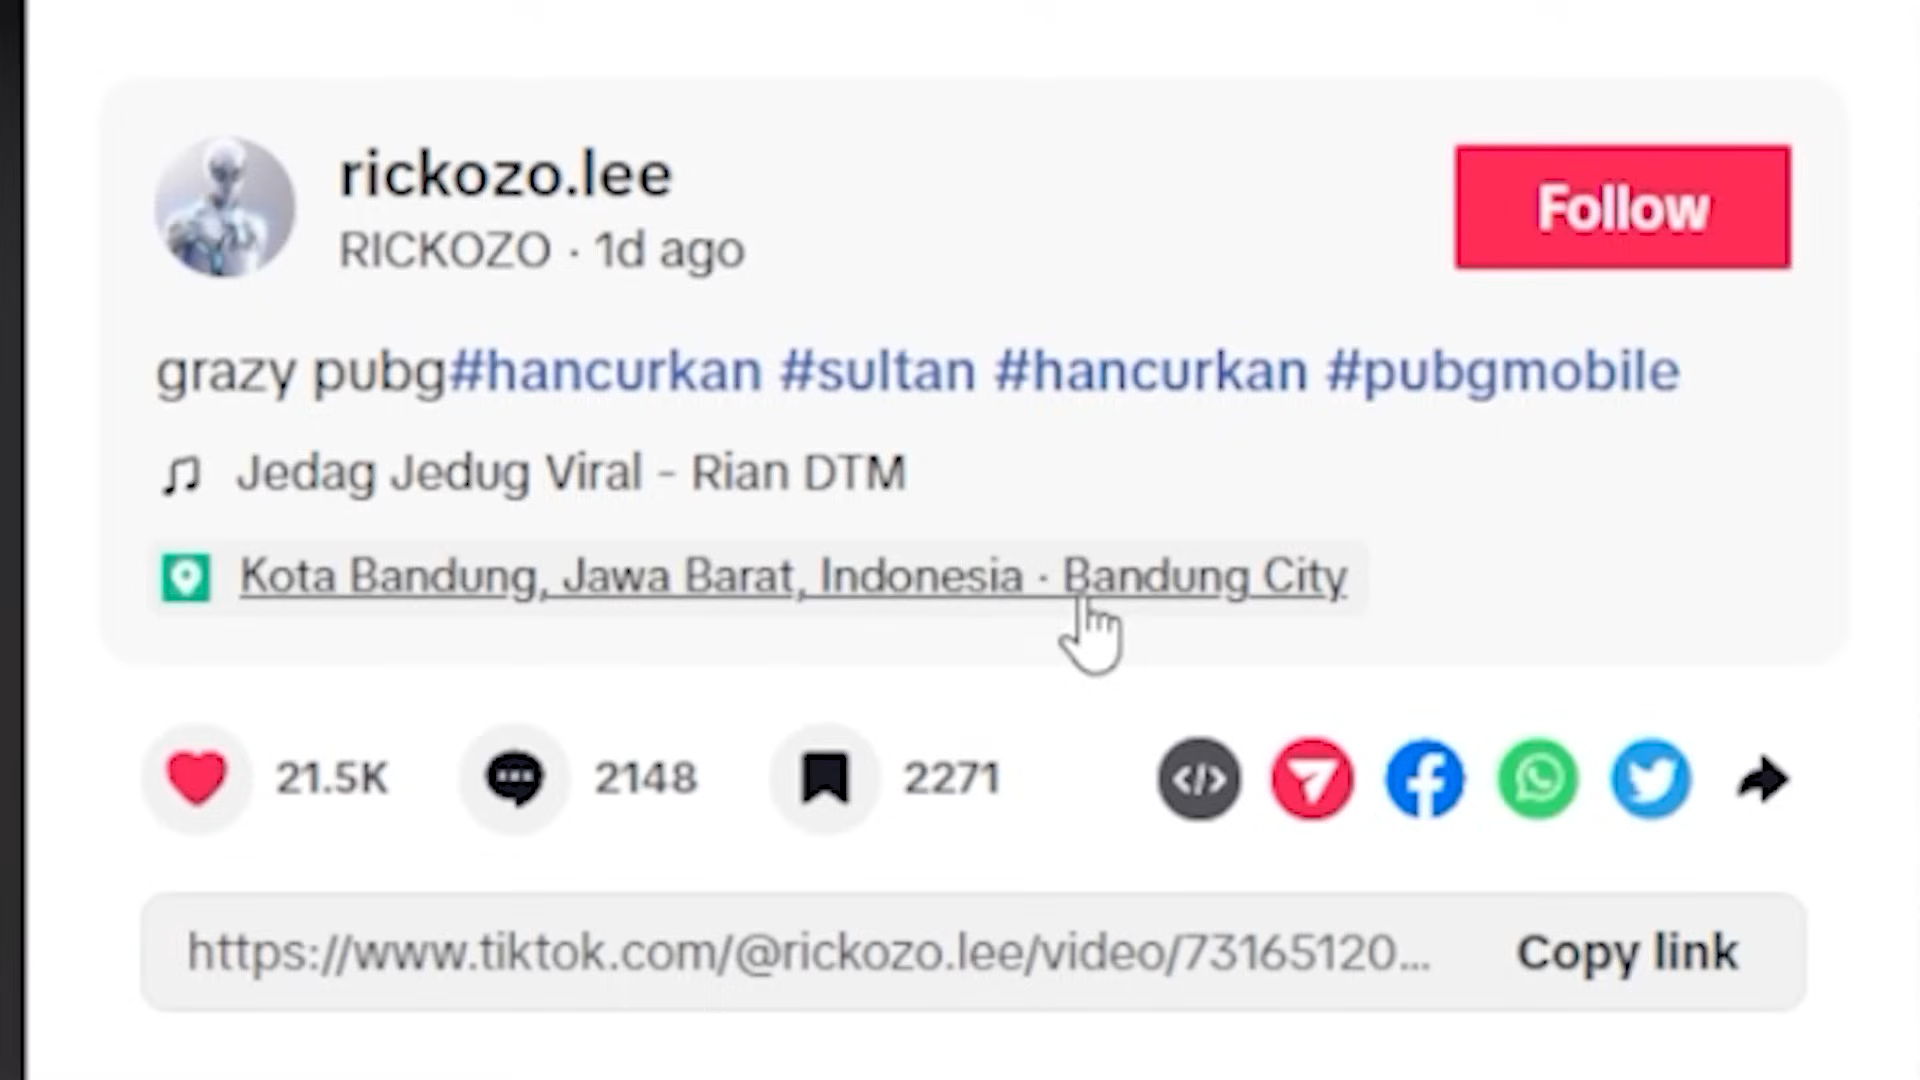 rickozo.lee
RICKOZO · 1d ago
Follow
grazy pubg#hancurkan #sultan #hancurkan #pubgmobile
Jedag Jedug Viral - Rian DTM
Kota Bandung, Jawa Barat, Indonesia · Bandung City
21.5K 2148 2271
https://www.tiktok.com/@rickozo.lee/video/73165120... Copy link